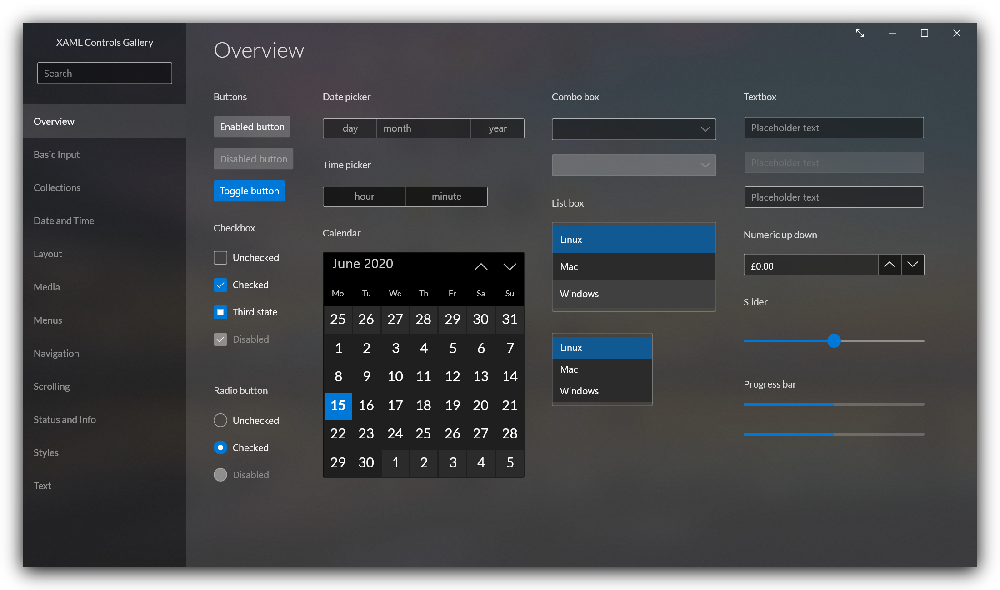 XAML Controls Gallery
Search
Overview
Basic Input
Collections
Date and Time
Layout
Media
Menus
Navigation
Scrolling
Status and Info
Styles
Text
Overview
Buttons
Enabled button
Disabled button
Toggle button
Checkbox
Unchecked
Checked
Third state
Disabled
Radio button
Unchecked
Checked
Disabled
Date picker
day month year
Time picker
hour minute
Calendar
June 2020
Mo Tu We Th Fr Sa Su
25 26 27 28 29 30 31
1 2 3 4 5 6 7
8 9 10 11 12 13 14
15 16 17 18 19 20 21
22 23 24 25 26 27 28
29 30 1 2 3 4 5
Combo box
List box
Linux
Mac
Windows
Linux
Mac
Windows
Textbox
Placeholder text
Placeholder text
Placeholder text
Numeric up down
£0.00
Slider
Progress bar